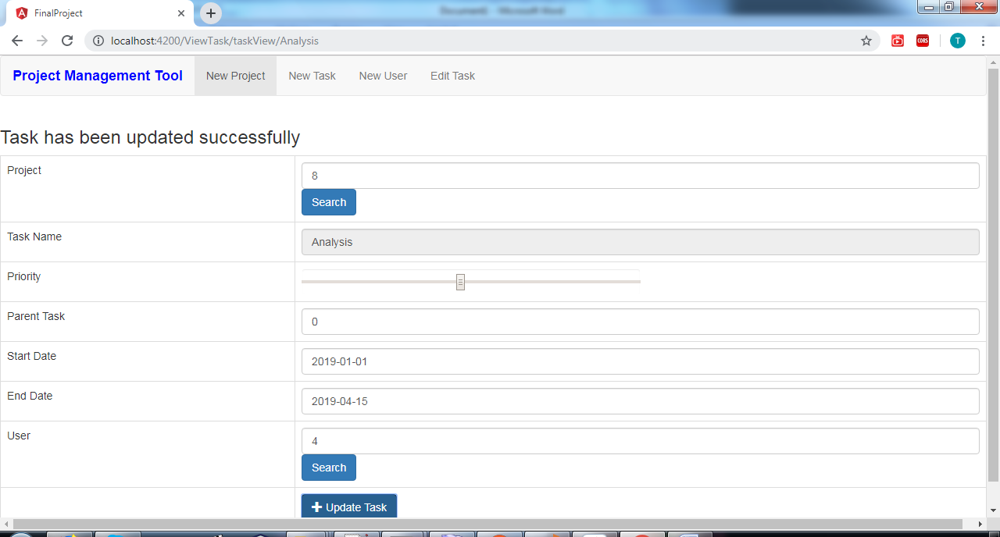 FinalProject
Document1 - Microsoft Word
localhost:4200/ViewTask/taskView/Analysis
CORS
T
Project Management Tool New Project New Task New User Edit Task
Task has been updated successfully
Project 8
Search
Task Name Analysis
Priority
Parent Task 0
Start Date 2019-01-01
End Date 2019-04-15
User 4
Search
Update Task